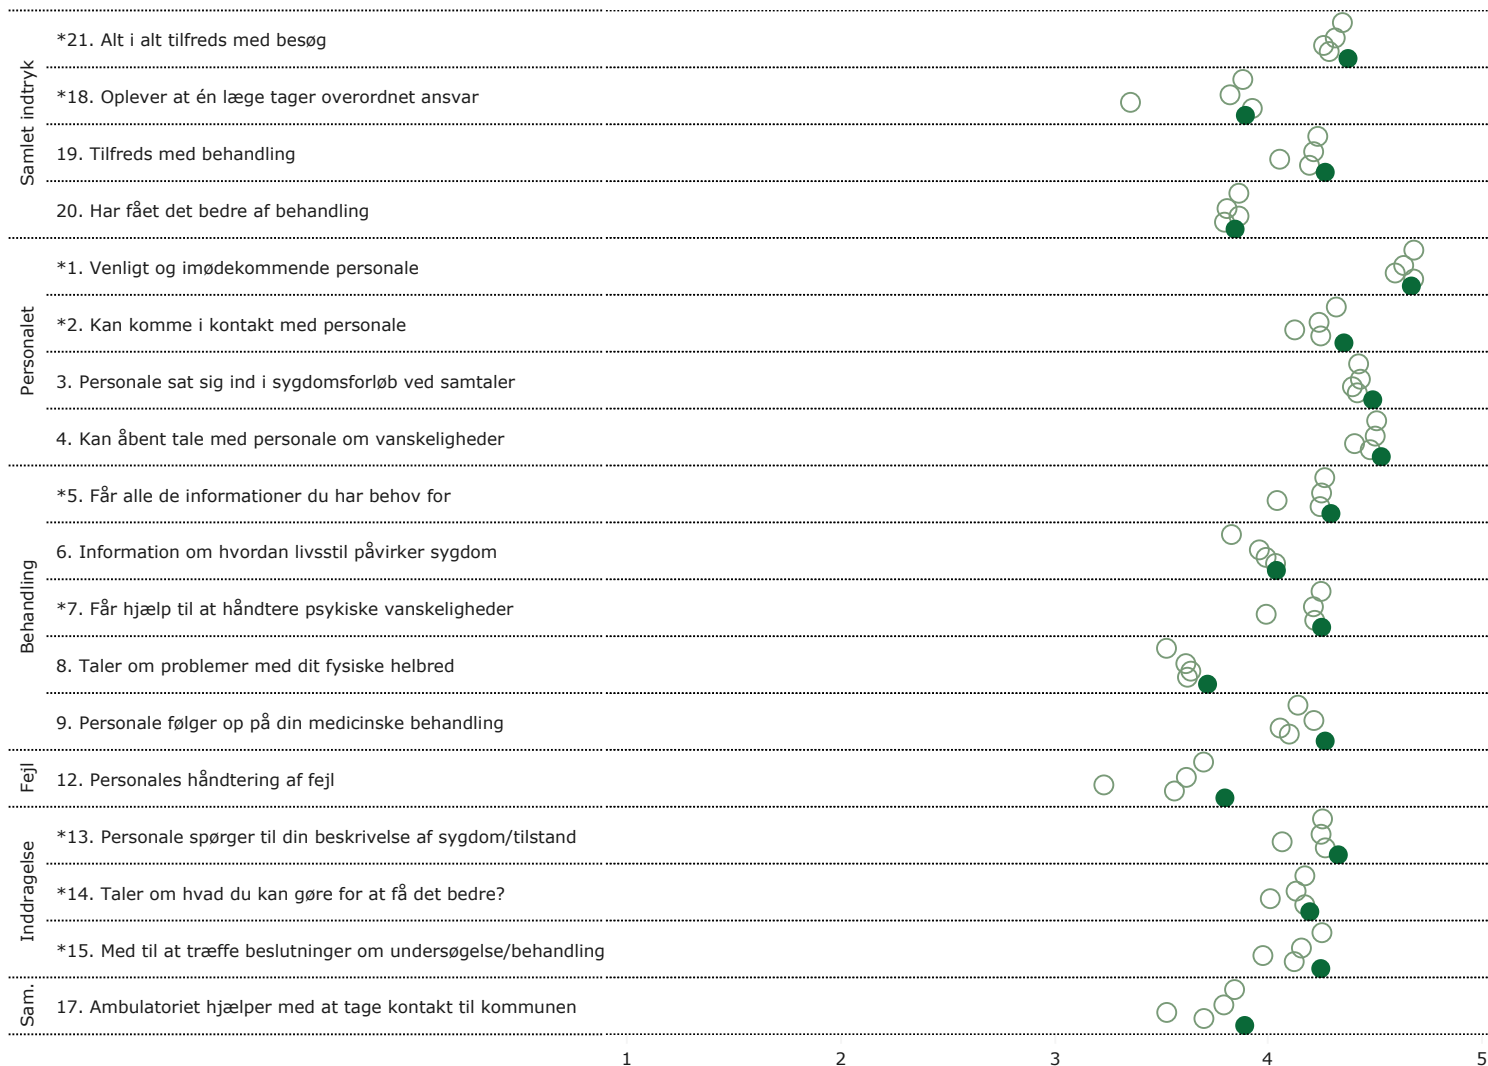 Samlet indtryk
*21. Alt i alt tilfreds med besøg
*18. Oplever at én læge tager overordnet ansvar
19. Tilfreds med behandling
20. Har fået det bedre af behandling
Personalet
*1. Venligt og imødekommende personale
*2. Kan komme i kontakt med personale
3. Personale sat sig ind i sygdomsforløb ved samtaler
4. Kan åbent tale med personale om vanskeligheder
Behandling
*5. Får alle de informationer du har behov for
6. Information om hvordan livsstil påvirker sygdom
*7. Får hjælp til at håndtere psykiske vanskeligheder
8. Taler om problemer med dit fysiske helbred
9. Personale følger op på din medicinske behandling
Fejl
12. Personales håndtering af fejl
Inddragelse
*13. Personale spørger til din beskrivelse af sygdom/tilstand
*14. Taler om hvad du kan gøre for at få det bedre?
*15. Med til at træffe beslutninger om undersøgelse/behandling
Sam.
17. Ambulatoriet hjælper med at tage kontakt til kommunen
1 2 3 4 5